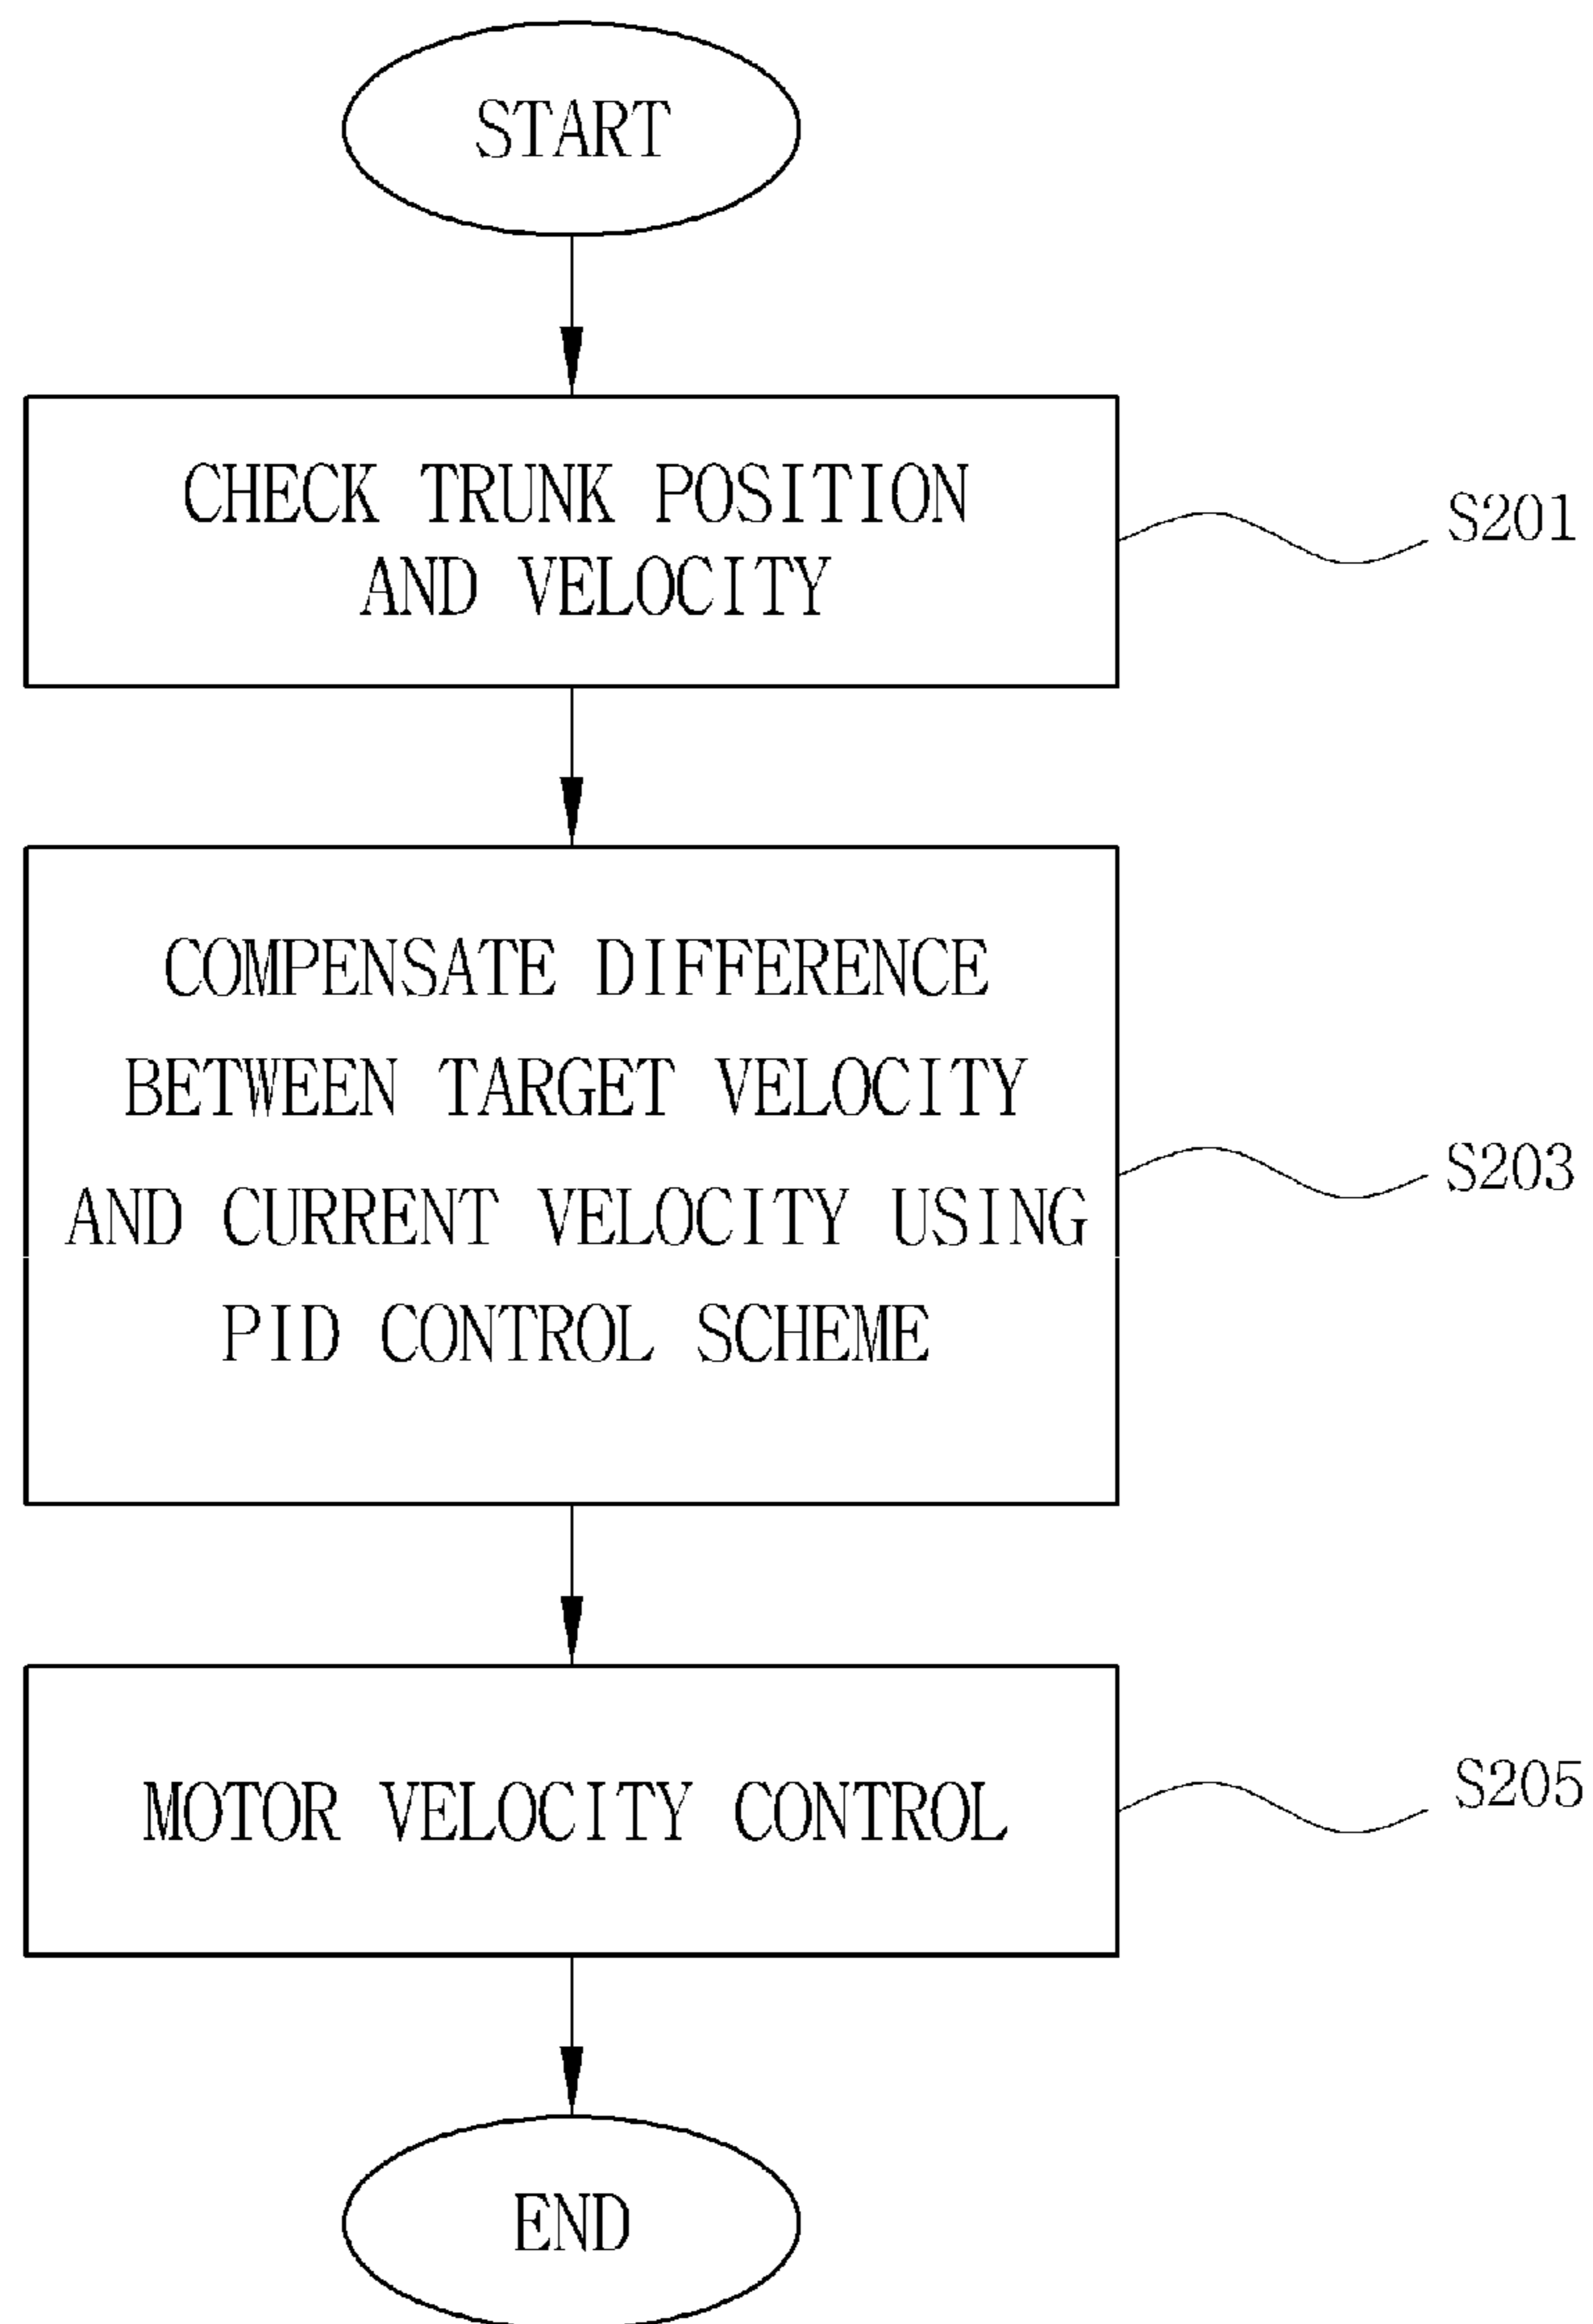 START
CHECK TRUNK POSITION
AND VELOCITY
S201
COMPENSATE DIFFERENCE
BETWEEN TARGET VELOCITY
AND CURRENT VELOCITY USING
PID CONTROL SCHEME
S203
MOTOR VELOCITY CONTROL
S205
END